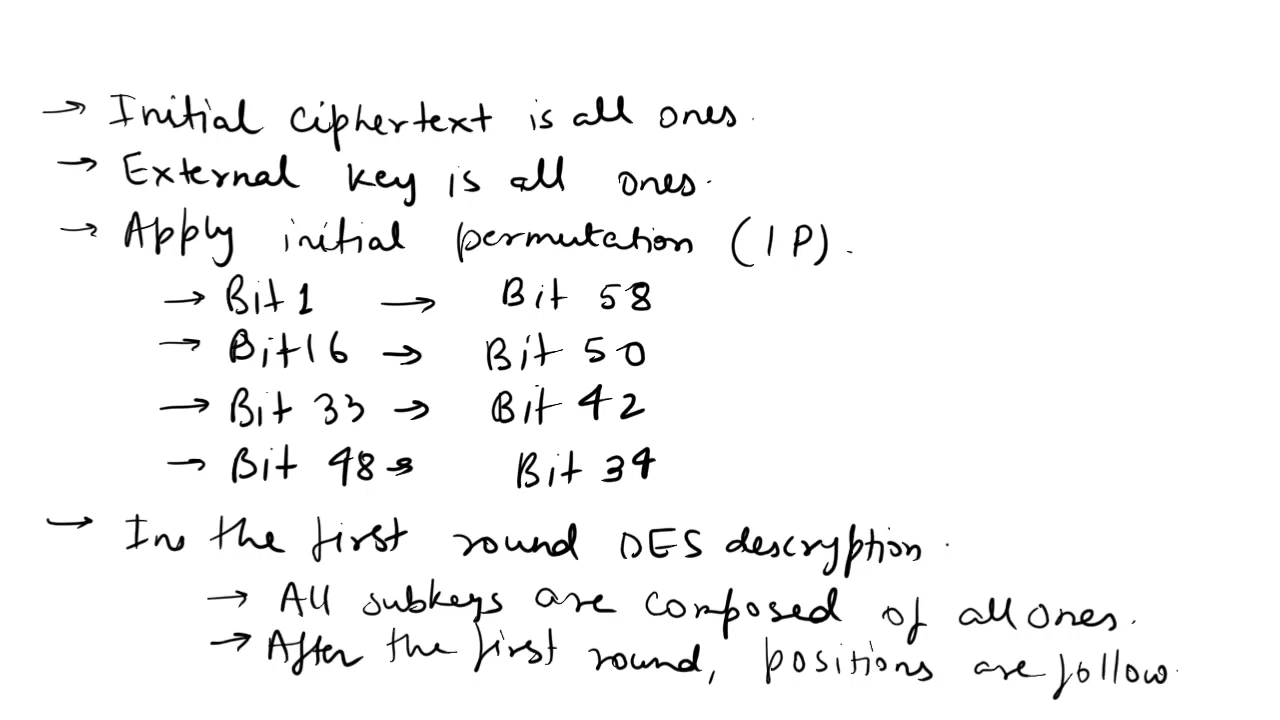 → Initial ciphertext is all ones.
→ External key is all ones.
→ Apply initial permutation (IP).
→ Bit 1 → Bit 58
→ Bit 16 → Bit 50
→ Bit 33 → Bit 42
→ Bit 48 → Bit 34
→ In the first round DES descryption.
→ All subkeys are composed of all ones.
→ After the first round, positions are follow.